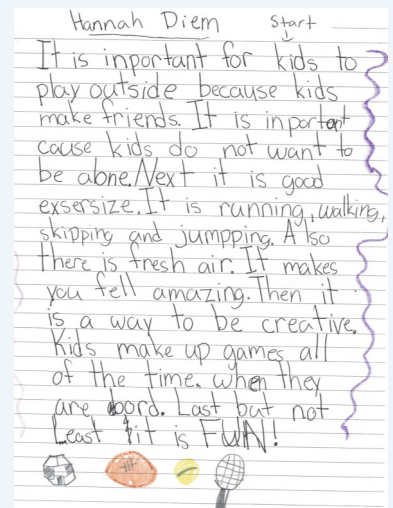 Hannah Diem Start
It is inportant for kids to
play outside because kids
make friends. It is inportant
cause kids do not want to
be alone. Next it is good
exsersize. It is running, walking,
skipping and jumpping. Also
there is fresh air. It makes
you fell amazing. Then it
is a way to be creative.
Kids make up games all
of the time. when they
are bord. Last but not
Least it is FUN!